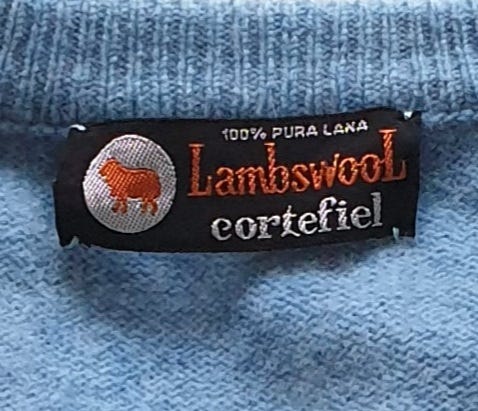 100% PURA LANA
LambswooL
cortefiel